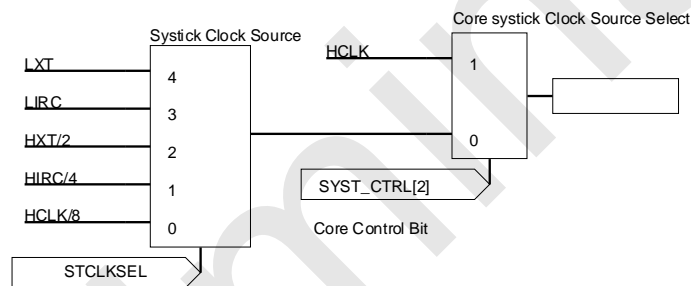 Core systick Clock Source Select
Systick Clock Source
HCLK
LXT
4
1
LIRC
3
HXT/2
2
0
HIRC/4
1
SYST_CTRL[2]
HCLK/8
0
Core Control Bit
STCLKSEL